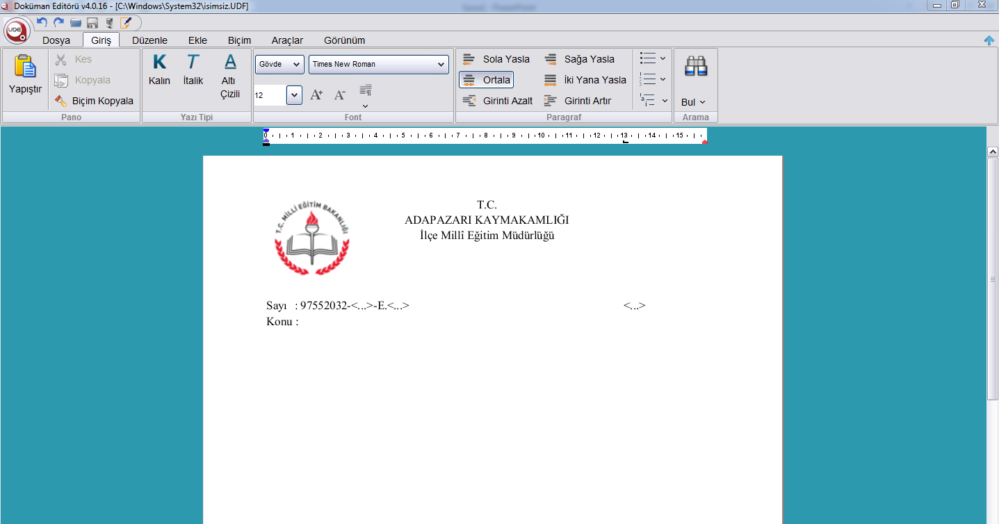 Doküman Editörü v4.0.16 - [C:\Windows\System32\isimsiz.UDF]
UDE
Dosya Giriş Düzenle Ekle Biçim Araçlar Görünüm
Yapıştır
Kes
Kopyala
Biçim Kopyala
Pano
K
Kalın
T
İtalik
A
Altı
Çizili
Yazı Tipi
Gövde
Times New Roman
12
A+
A-
Font
Sola Yasla
Sağa Yasla
Ortala
İki Yana Yasla
Girinti Azalt
Girinti Artır
Paragraf
Bul
Arama
0 1 2 3 4 5 6 7 8 9 10 11 12 13 14 15
T.C. MİLLİ EĞİTİM BAKANLIĞI
T.C.
ADAPAZARI KAYMAKAMLIĞI
İlçe Millî Eğitim Müdürlüğü
Sayı : 97552032-<...>-E.<...> <...>
Konu :